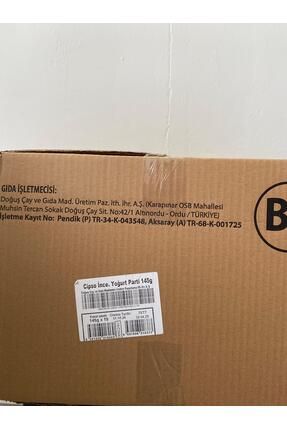 GIDA İŞLETMECİSİ:
Doğuş Çay ve Gıda Mad. Üretim Paz. İth. İhr. A.Ş. (Karapınar OSB Mahallesi
Muhsin Tercan Sokak Doğuş Çay Sit. No:42/1 Altınordu - Ordu / TÜRKİYE)
İşletme Kayıt No: Pendik (P) TR-34-K-043548, Aksaray (A) TR-68-K-001725
B
Cipso İnce. Yoğurt Parti 145g